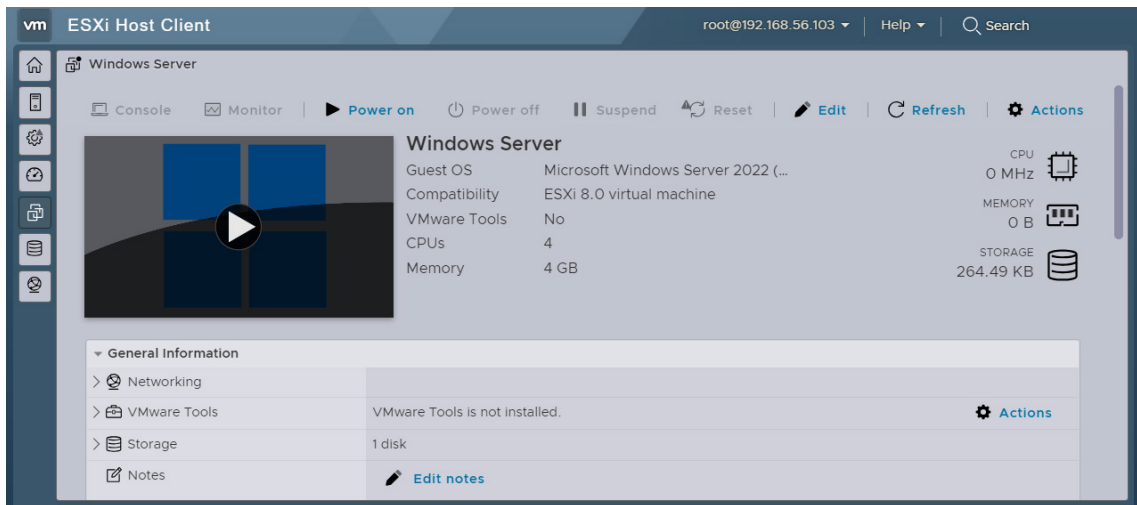 vm ESXi Host Client root@192.168.56.103 Help Search
Windows Server
Console Monitor Power on Power off Suspend Reset Edit Refresh Actions
Windows Server
Guest OS Microsoft Windows Server 2022 (...
Compatibility ESXi 8.0 virtual machine
VMware Tools No
CPUs 4
Memory 4 GB
CPU
0 MHz
MEMORY
0 B
STORAGE
264.49 KB
General Information
Networking
VMware Tools VMware Tools is not installed. Actions
Storage 1 disk
Notes Edit notes